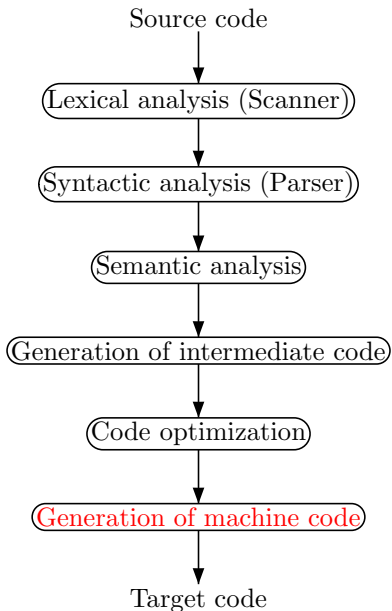 Source code
Lexical analysis (Scanner)
Syntactic analysis (Parser)
Semantic analysis
Generation of intermediate code
Code optimization
Generation of machine code
Target code